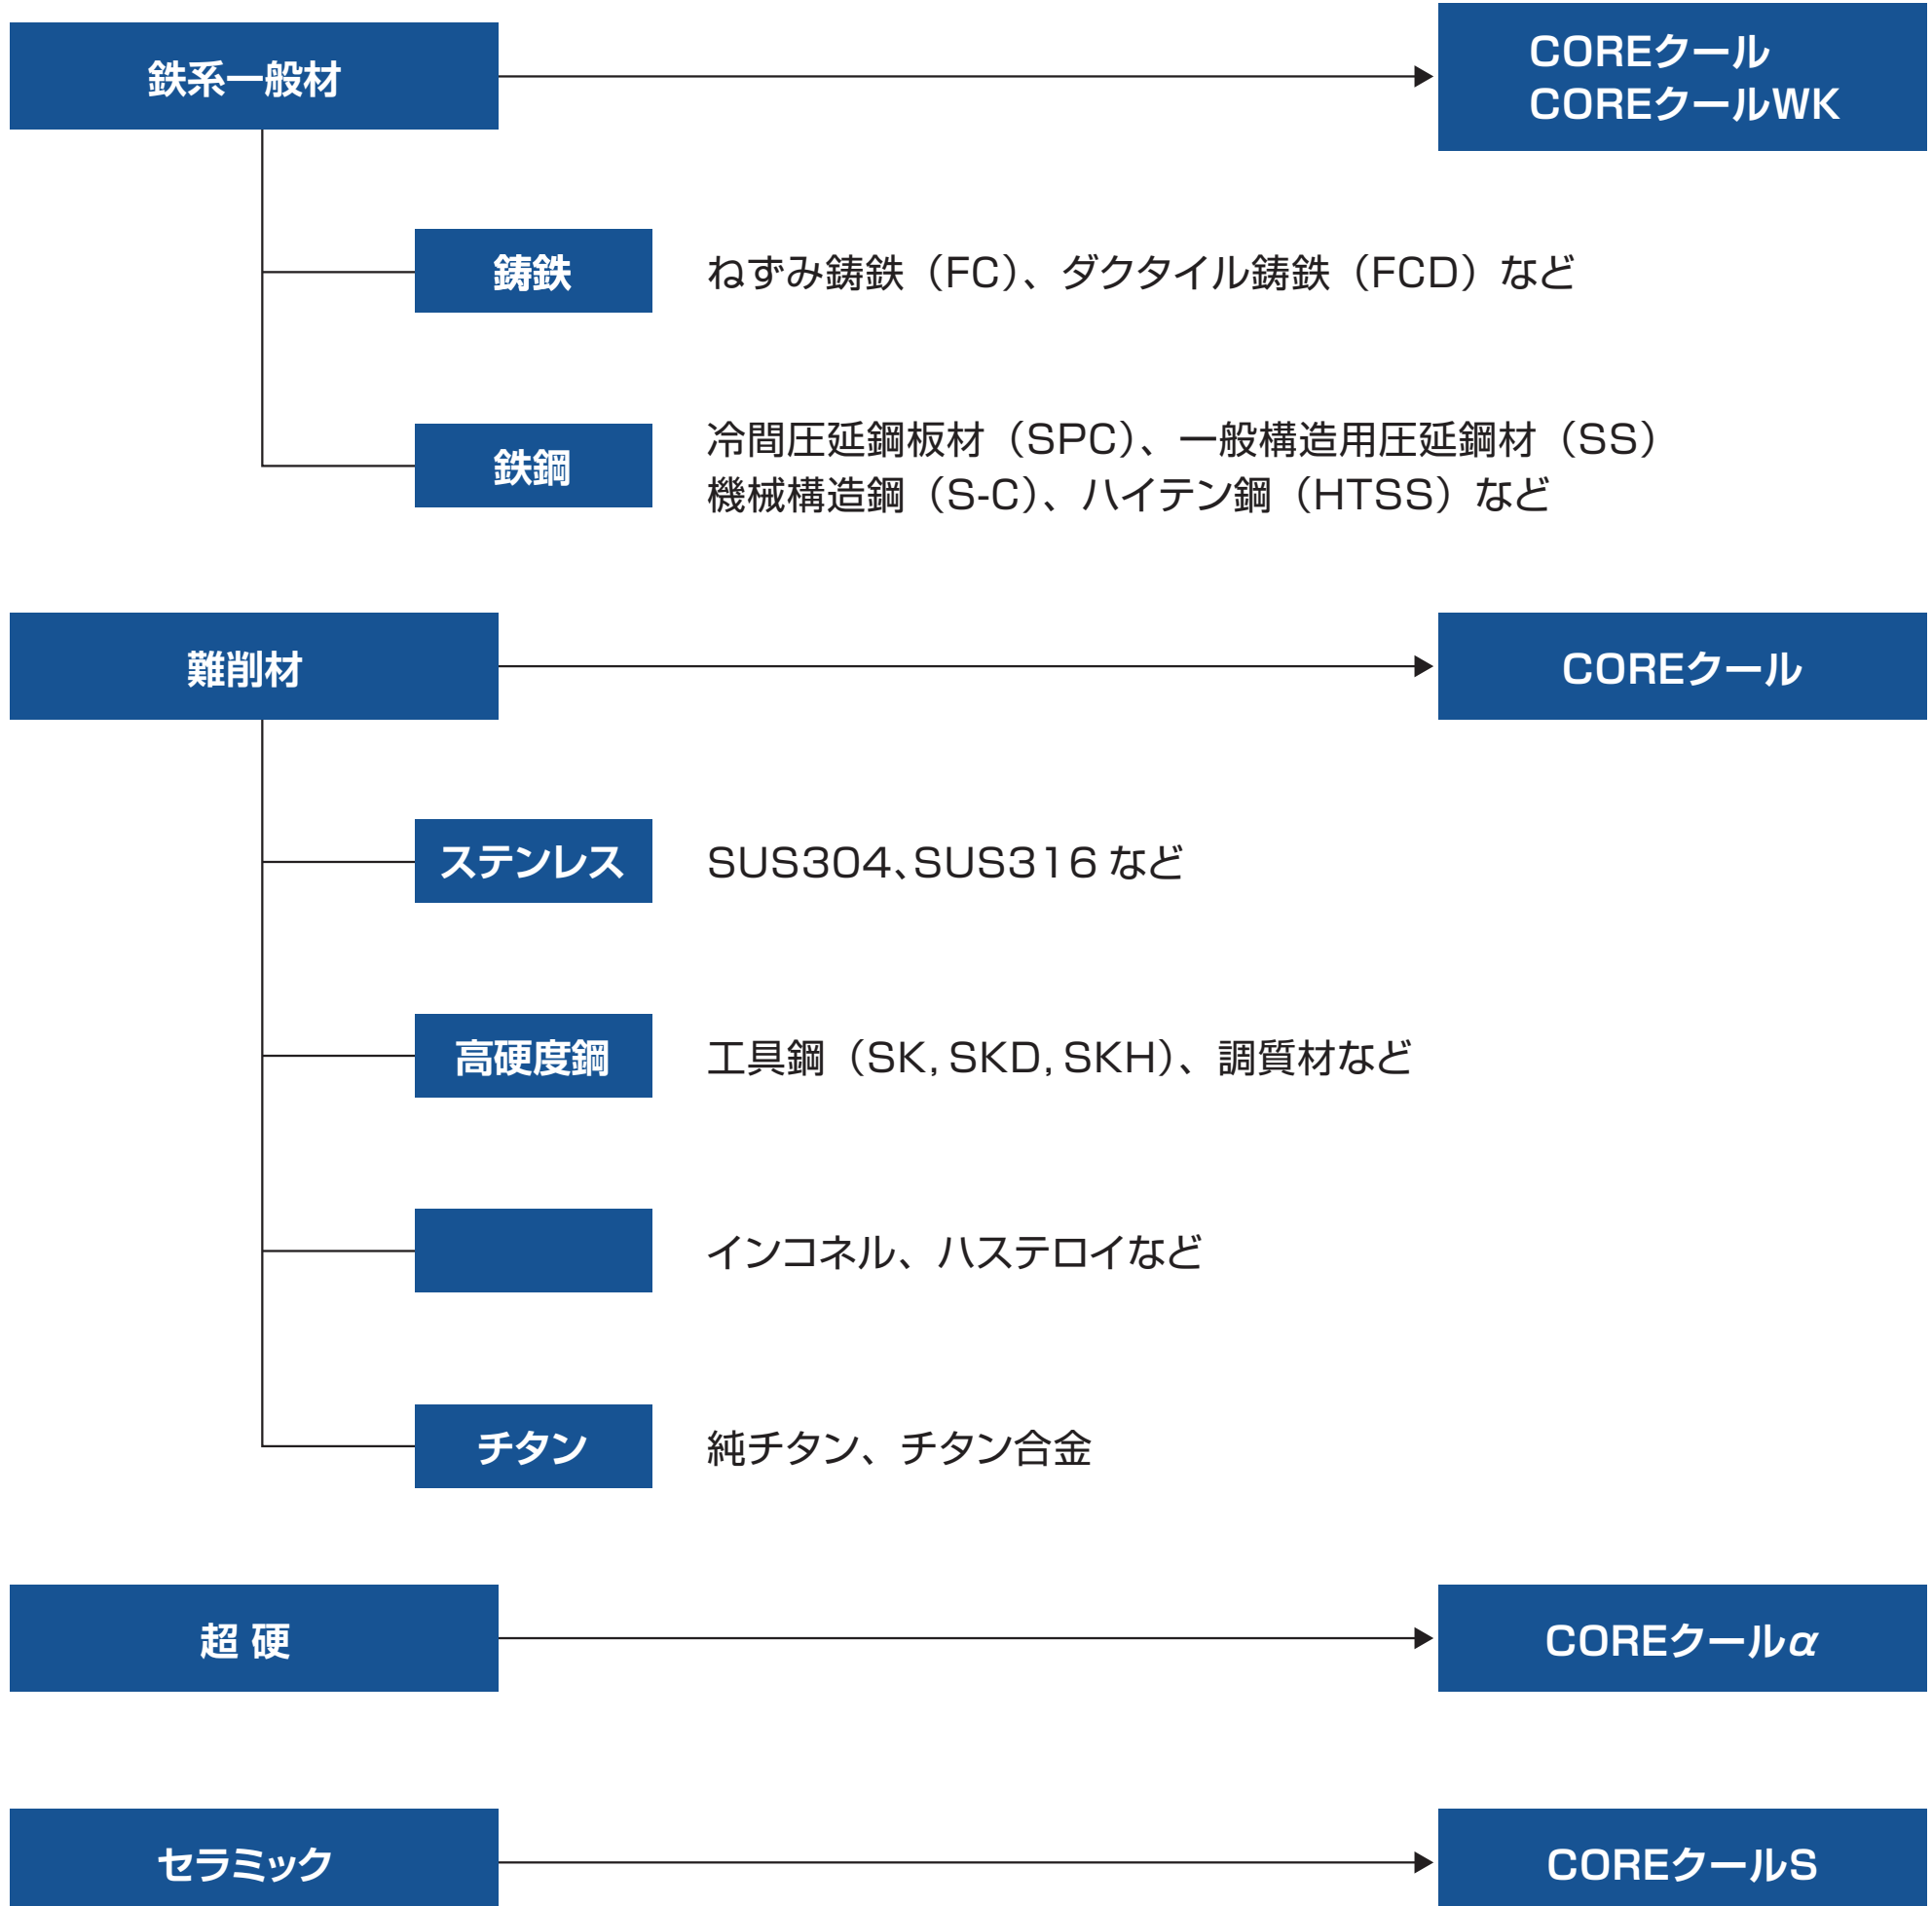 鉄系一般材
COREクール
COREクールWK
鋳鉄
ねずみ鋳鉄（FC）、ダクタイル鋳鉄（FCD）など
鉄鋼
冷間圧延鋼板材（SPC）、一般構造用圧延鋼材（SS）
機械構造鋼（S-C）、ハイテン鋼（HTSS）など
難削材
COREクール
ステンレス
SUS304、SUS316 など
高硬度鋼
工具鋼（SK, SKD, SKH）、調質材など
インコネル、ハステロイなど
チタン
純チタン、チタン合金
超 硬
COREクールα
セラミック
COREクールS